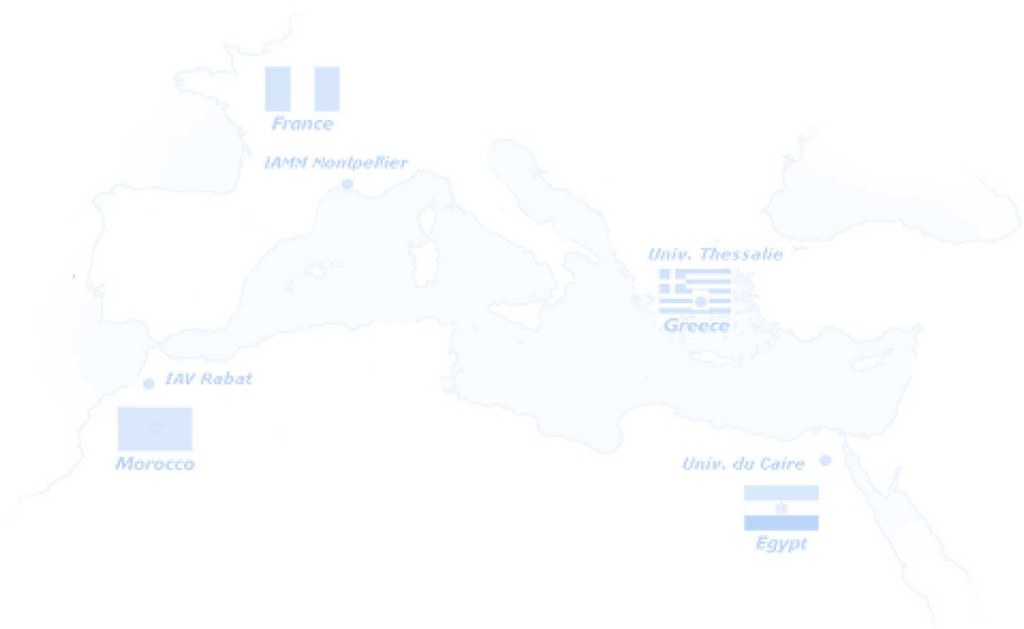 France
IAMM Montpellier
Univ. Thessalie
Greece
IAV Rabat
Morocco
Univ. du Caire
Egypt